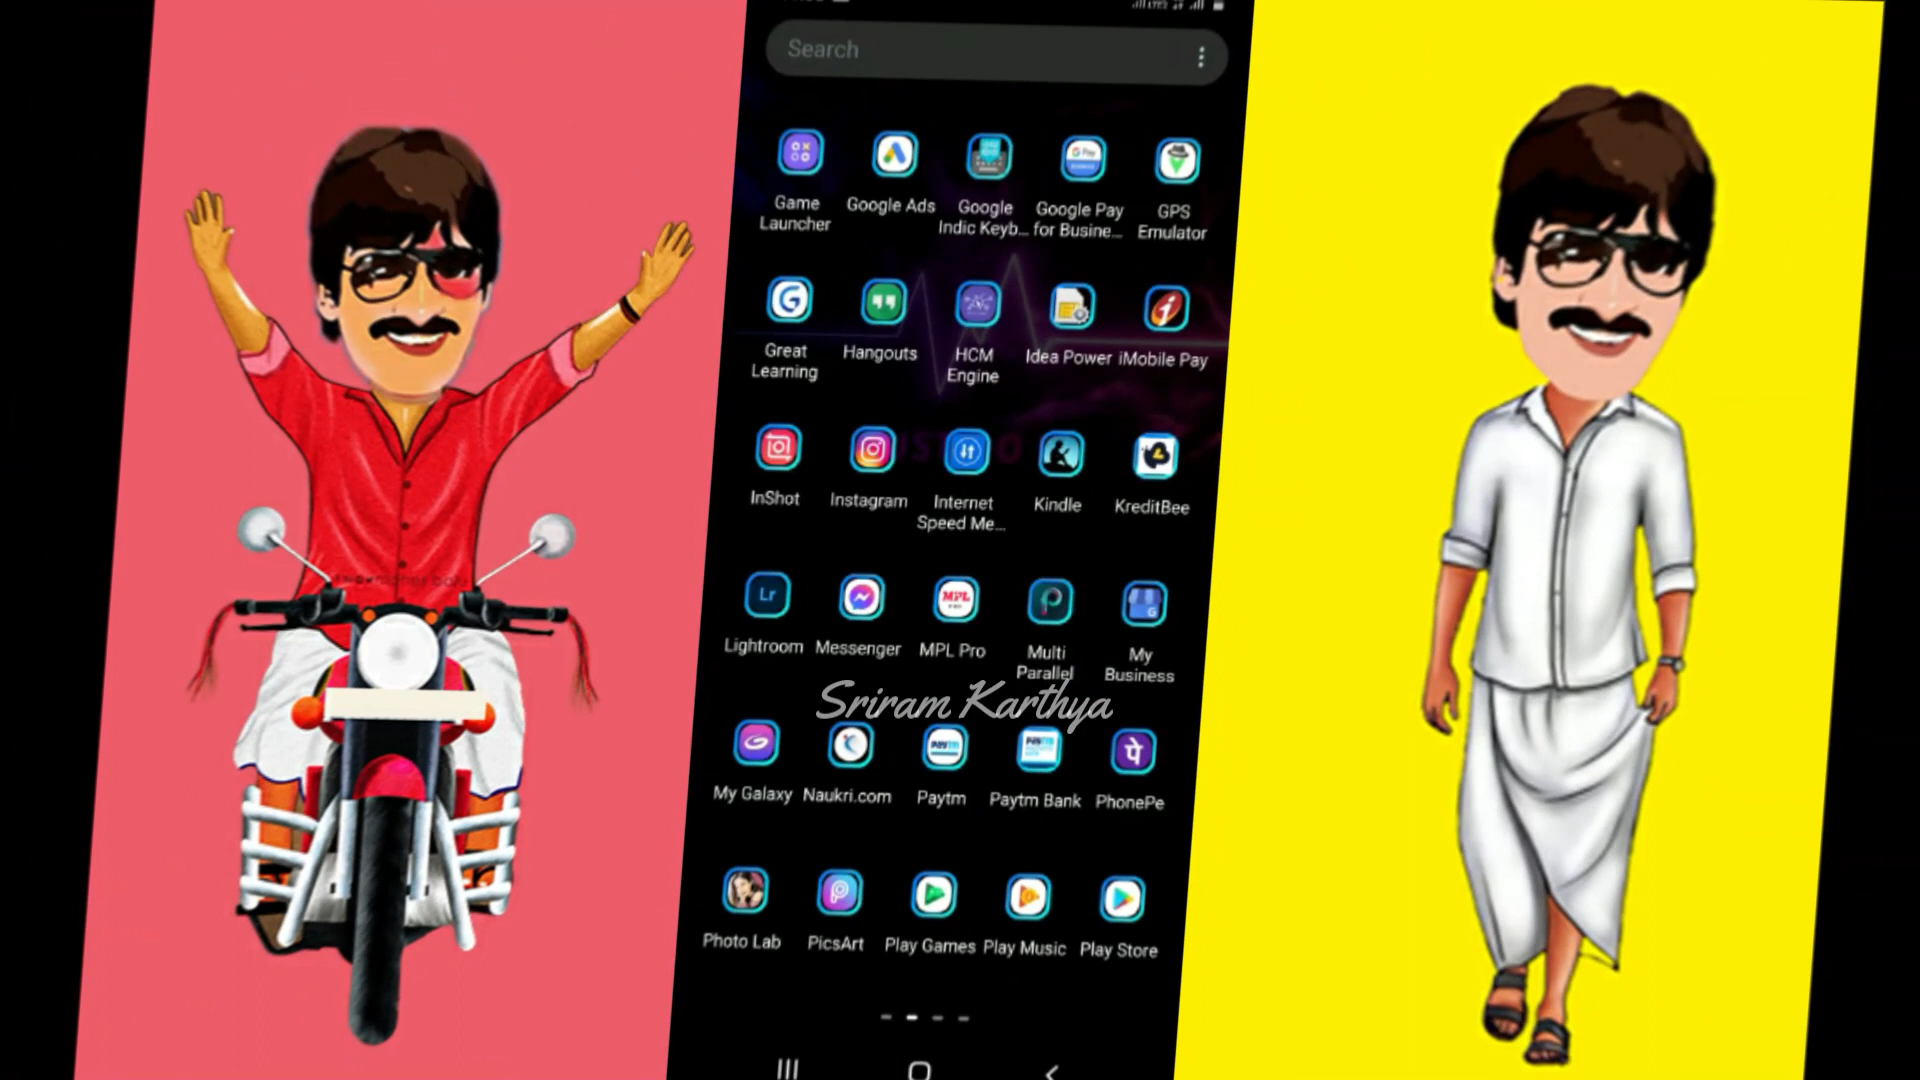 Search
Game Launcher
Google Ads
Google Indic Keyb...
Google Pay for Busine...
G Pay
GPS Emulator
Great Learning
Hangouts
HCM Engine
Idea Power
iMobile Pay
InShot
Instagram
Internet Speed Me...
Kindle
KreditBee
Lr
MPL
Lightroom
Messenger
MPL Pro
Multi Parallel
My Business
Sriram Karthya
My Galaxy
Naukri.com
Paytm
Paytm Bank
PhonePe
Photo Lab
PicsArt
Play Games
Play Music
Play Store